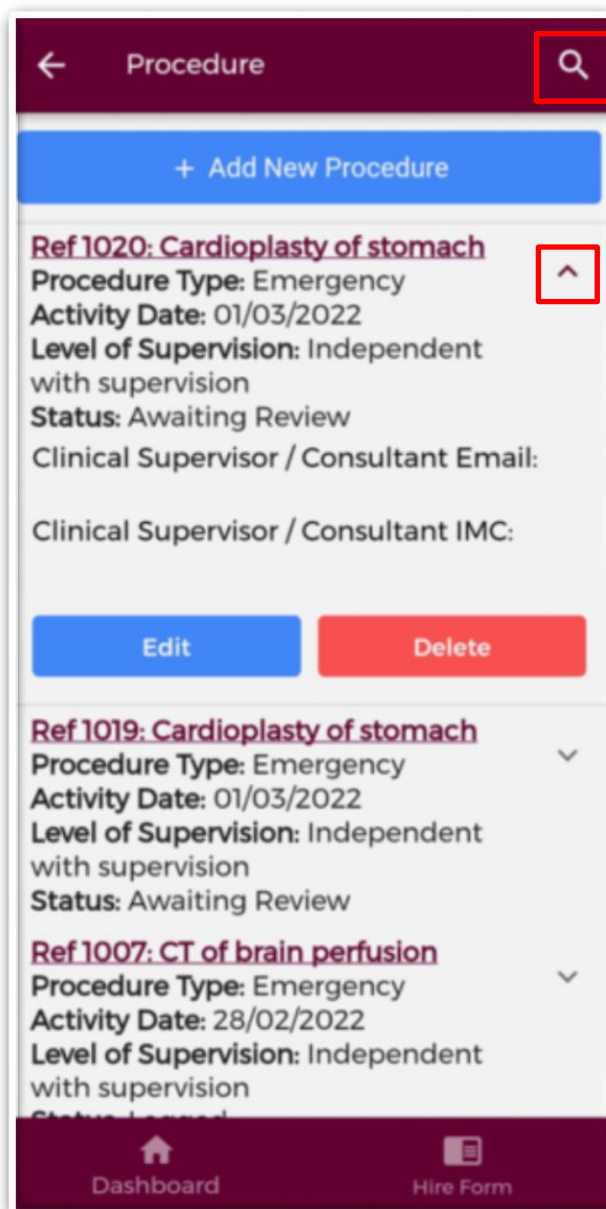 Procedure
+ Add New Procedure
Ref 1020: Cardioplasty of stomach
Procedure Type: Emergency
Activity Date: 01/03/2022
Level of Supervision: Independent
with supervision
Status: Awaiting Review
Clinical Supervisor / Consultant Email:
Clinical Supervisor / Consultant IMC:
Edit
Delete
Ref 1019: Cardioplasty of stomach
Procedure Type: Emergency
Activity Date: 01/03/2022
Level of Supervision: Independent
with supervision
Status: Awaiting Review
Ref 1007: CT of brain perfusion
Procedure Type: Emergency
Activity Date: 28/02/2022
Level of Supervision: Independent
with supervision
Status: Logged
Dashboard
Hire Form